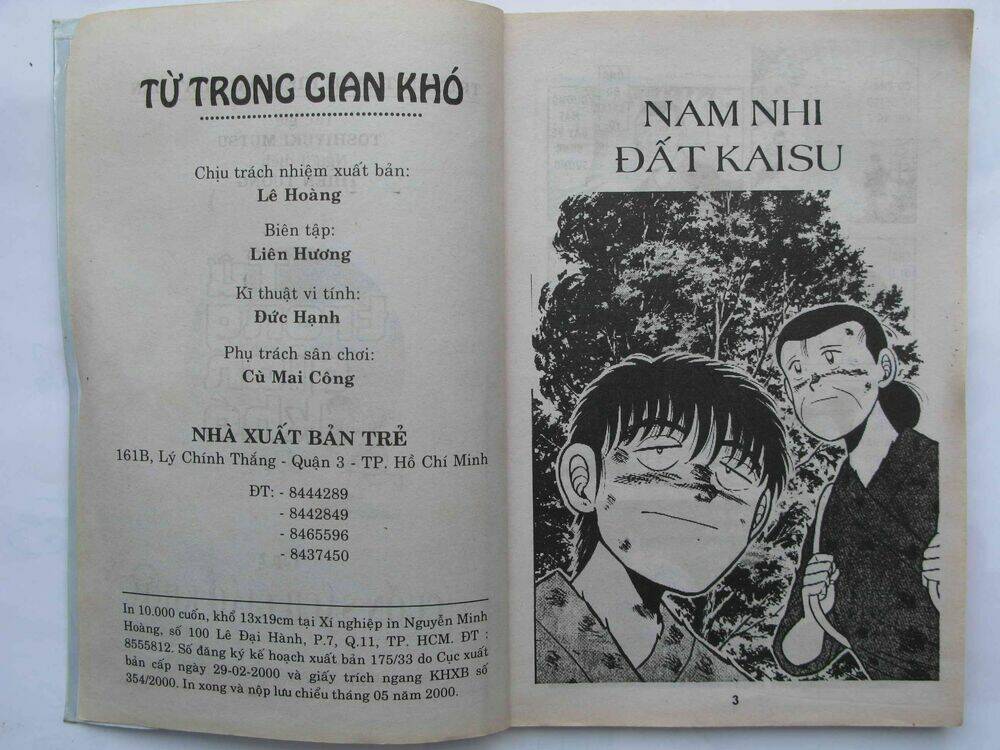 TỪ TRONG GIAN KHÓ
Chịu trách nhiệm xuất bản:
Lê Hoàng
Biên tập:
Liên Hương
Kĩ thuật vi tính:
Đức Hạnh
Phụ trách sân chơi:
Cù Mai Công
NHÀ XUẤT BẢN TRẺ
161B, Lý Chính Thắng - Quận 3 - TP. Hồ Chí Minh
ĐT: - 8444289
- 8442849
- 8465596
- 8437450
In 10.000 cuốn, khổ 13x19cm tại Xí nghiệp in Nguyễn Minh
Hoàng, số 100 Lê Đại Hành, P.7, Q.11, TP. HCM. ĐT :
8555812. Số đăng ký kế hoạch xuất bản 175/33 do Cục xuất
bản cấp ngày 29-02-2000 và giấy trích ngang KHXB số
354/2000. In xong và nộp lưu chiểu tháng 05 năm 2000.
NAM NHI
ĐẤT KAISU
3